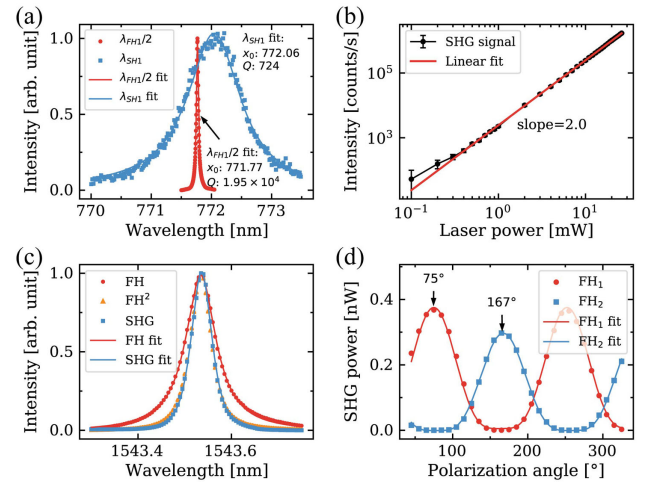 (a)
λFH1/2
λSH1
λFH1/2 fit
λSH1 fit
λSH1 fit:
x0: 772.06
Q: 724
λFH1/2 fit:
x0: 771.77
Q: 1.95 × 10^4
Intensity [arb. unit]
1.0
0.5
0.0
770
771
772
773
Wavelength [nm]
(b)
SHG signal
Linear fit
slope=2.0
Intensity [counts/s]
10^6
10^3
10^−1
10^0
10^1
Laser power [mW]
(c)
FH
FH^2
SHG
FH fit
SHG fit
Intensity [arb. unit]
1.0
0.5
0.0
1543.4
1543.6
Wavelength [nm]
(d)
75°
167°
FH1
FH2
FH1 fit
FH2 fit
SHG power [nW]
0.4
0.2
0.0
100
200
300
Polarization angle [°]